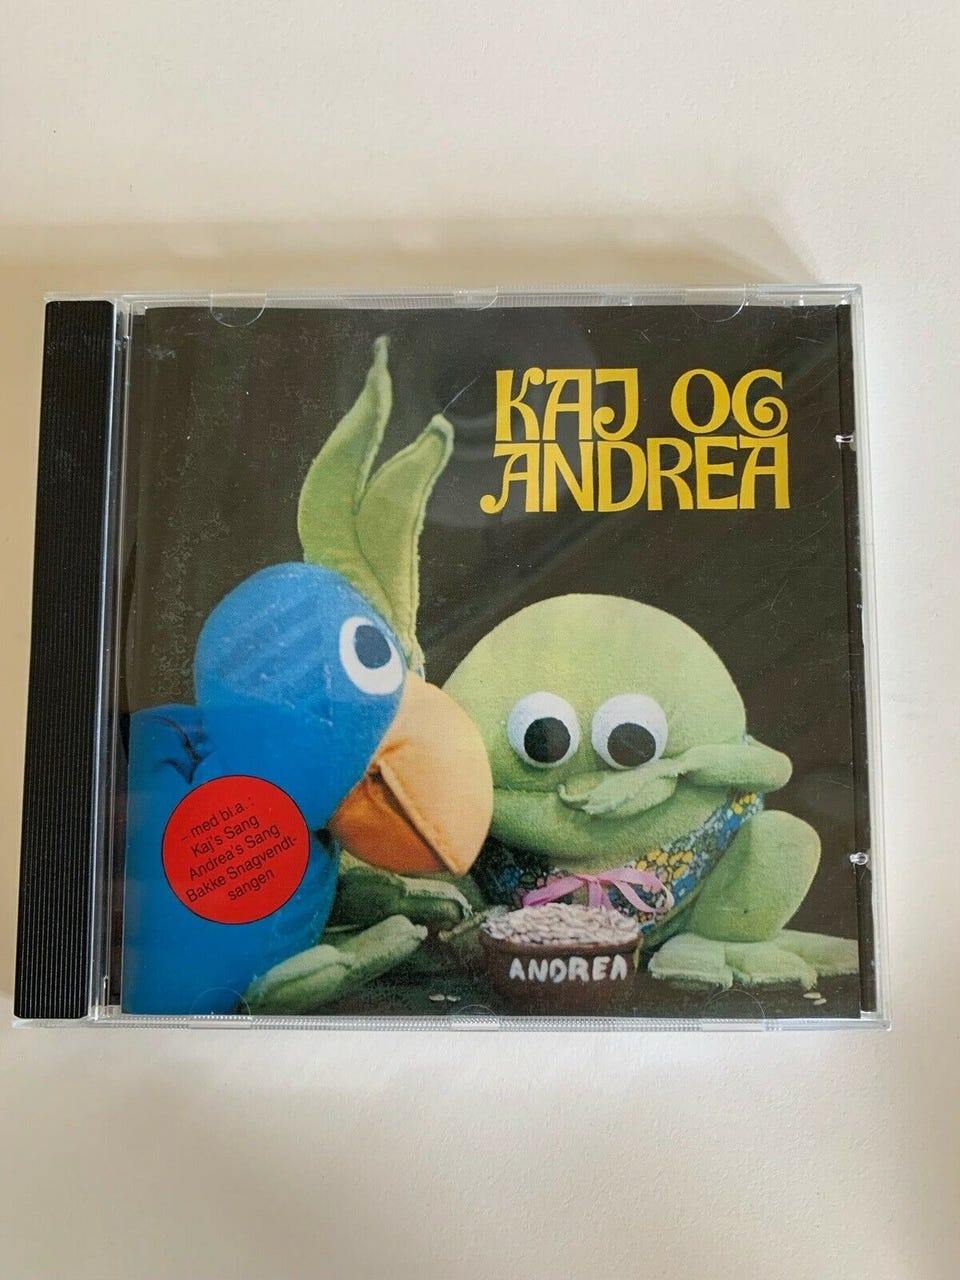 KAJ OG
ANDREA
- med bl.a. :
Kaj's Sang
Andrea's Sang
Bakke Snagvendt-
sangen
ANDREA